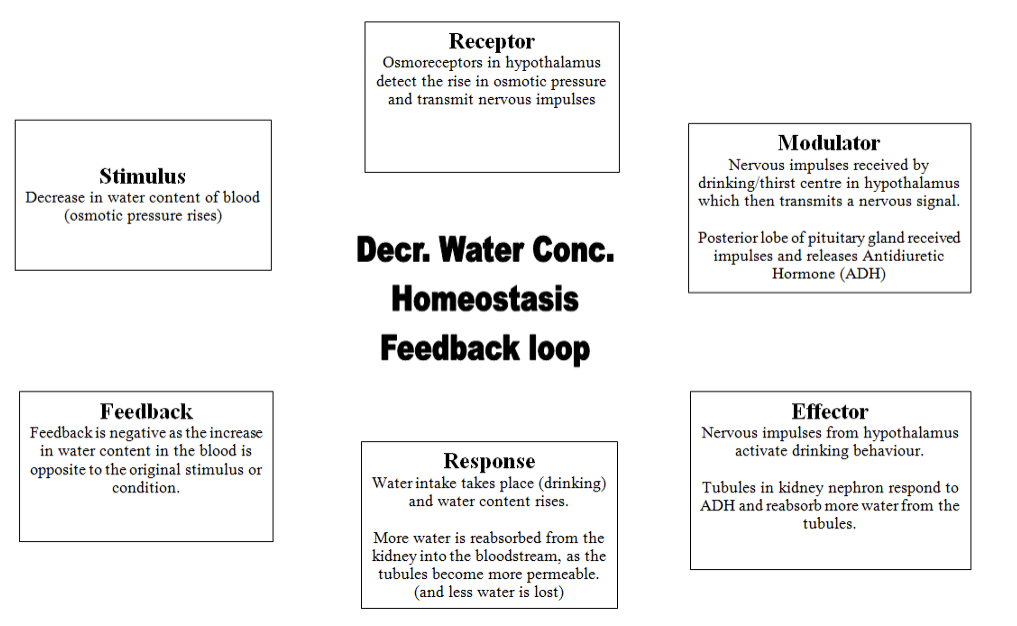 Receptor
Osmoreceptors in hypothalamus
detect the rise in osmotic pressure
and transmit nervous impulses
Stimulus
Decrease in water content of blood
(osmotic pressure rises)
Modulator
Nervous impulses received by
drinking/thirst centre in hypothalamus
which then transmits a nervous signal.
Posterior lobe of pituitary gland received
impulses and releases Antidiuretic
Hormone (ADH)
Decr. Water Conc.
Homeostasis
Feedback loop
Feedback
Feedback is negative as the increase
in water content in the blood is
opposite to the original stimulus or
condition.
Response
Water intake takes place (drinking)
and water content rises.
More water is reabsorbed from the
kidney into the bloodstream, as the
tubules become more permeable.
(and less water is lost)
Effector
Nervous impulses from hypothalamus
activate drinking behaviour.
Tubules in kidney nephron respond to
ADH and reabsorb more water from the
tubules.